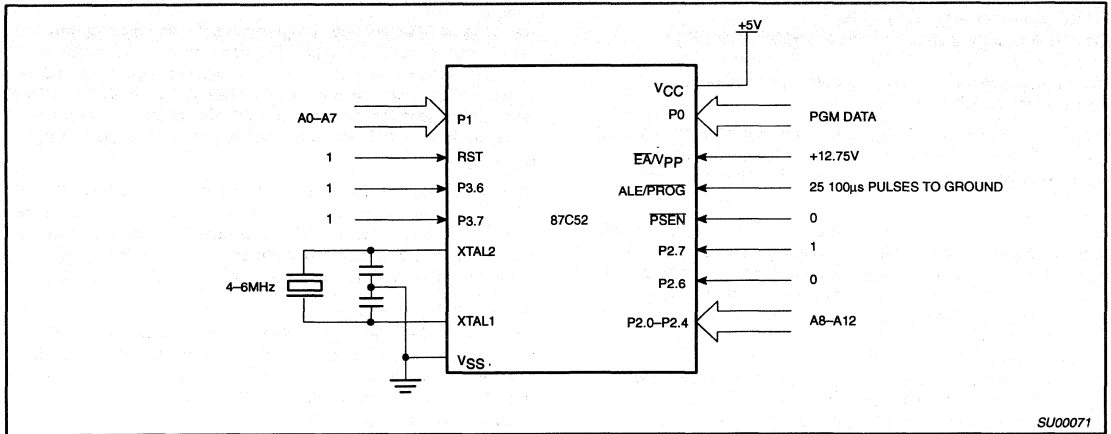 +5V
VCC
A0–A7
P1
P0
PGM DATA
1
RST
EA/VPP
+12.75V
1
P3.6
ALE/PROG
25 100μs PULSES TO GROUND
1
P3.7
87C52
PSEN
0
XTAL2
P2.7
1
4–6MHz
P2.6
0
XTAL1
P2.0–P2.4
A8–A12
VSS
SU00071